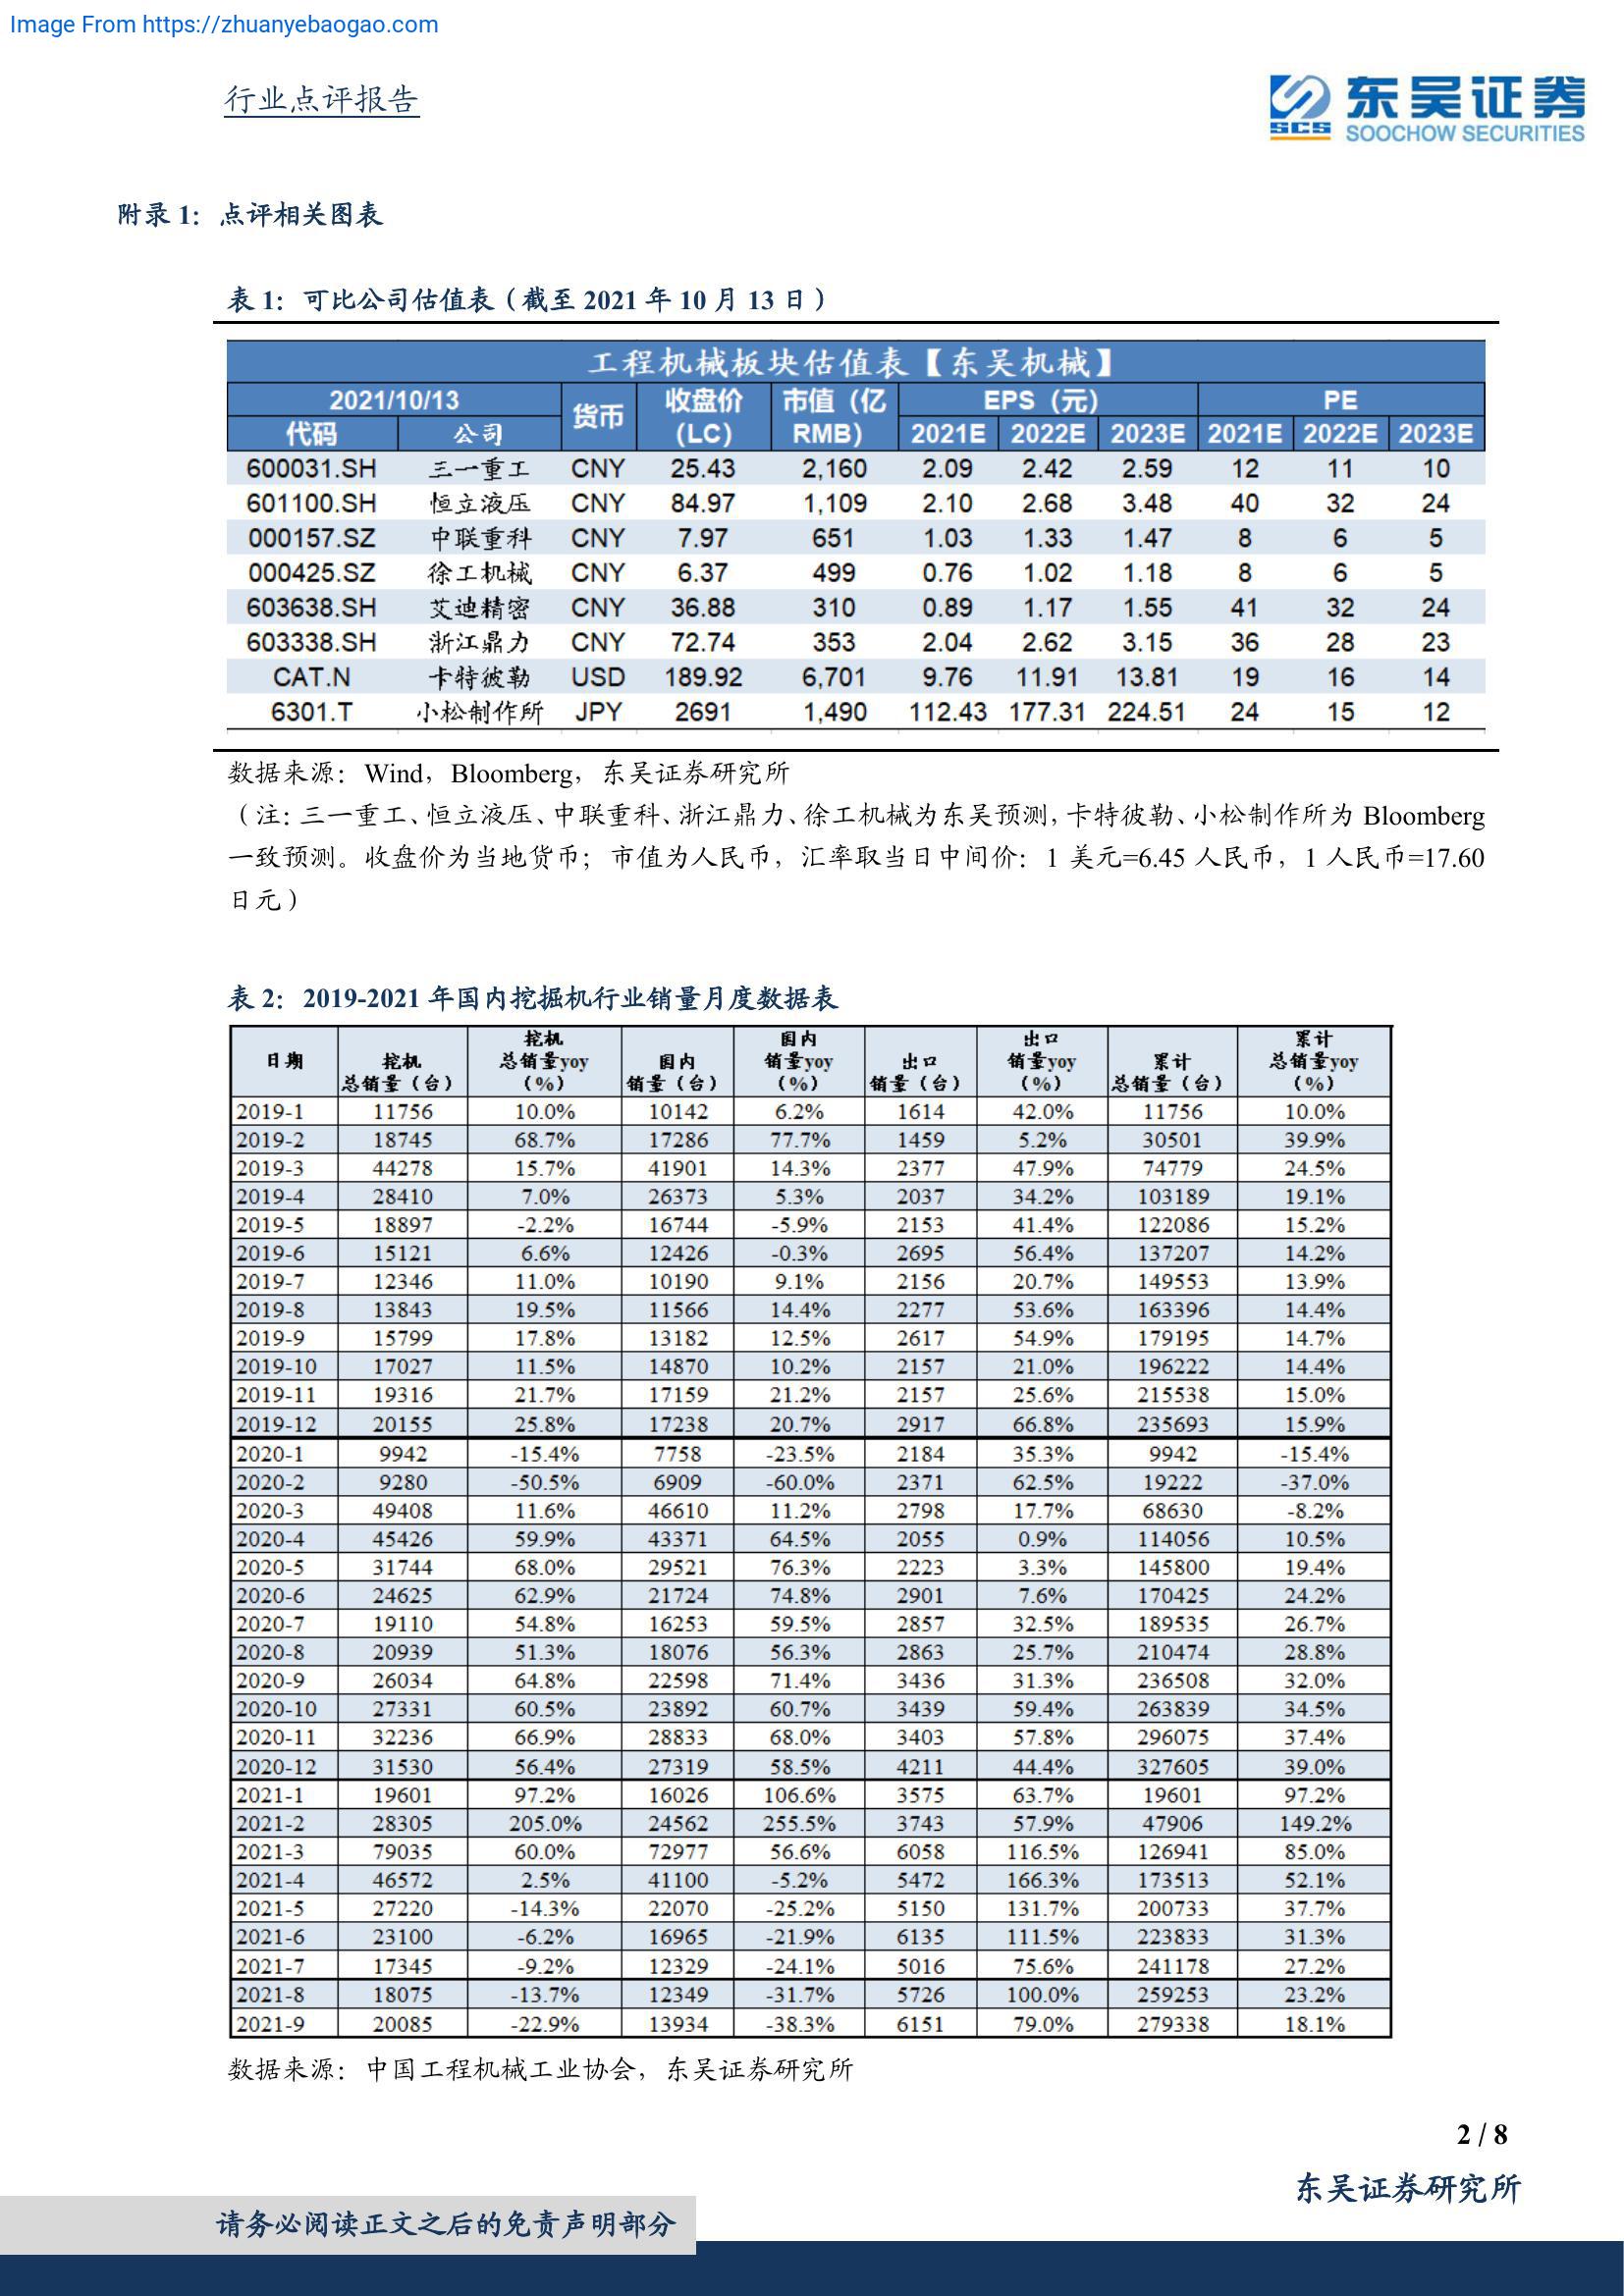 Image From https://zhuanyebaogao.com
行业点评报告
东吴证券
SCS
SOOCHOW SECURITIES
附录 1：点评相关图表
表 1：可比公司估值表（截至 2021 年 10 月 13 日）
工程机械板块估值表【东吴机械】
2021/10/13 货币 收盘价(LC) 市值（亿RMB) EPS（元） PE
代码 公司 2021E 2022E 2023E 2021E 2022E 2023E
600031.SH 三一重工 CNY 25.43 2,160 2.09 2.42 2.59 12 11 10
601100.SH 恒立液压 CNY 84.97 1,109 2.10 2.68 3.48 40 32 24
000157.SZ 中联重科 CNY 7.97 651 1.03 1.33 1.47 8 6 5
000425.SZ 徐工机械 CNY 6.37 499 0.76 1.02 1.18 8 6 5
603638.SH 艾迪精密 CNY 36.88 310 0.89 1.17 1.55 41 32 24
603338.SH 浙江鼎力 CNY 72.74 353 2.04 2.62 3.15 36 28 23
CAT.N 卡特彼勒 USD 189.92 6,701 9.76 11.91 13.81 19 16 14
6301.T 小松制作所 JPY 2691 1,490 112.43 177.31 224.51 24 15 12
数据来源：Wind，Bloomberg，东吴证券研究所
（注：三一重工、恒立液压、中联重科、浙江鼎力、徐工机械为东吴预测，卡特彼勒、小松制作所为 Bloomberg
一致预测。收盘价为当地货币；市值为人民币，汇率取当日中间价：1 美元=6.45 人民币，1 人民币=17.60
日元）
表 2：2019-2021 年国内挖掘机行业销量月度数据表
日期 挖机总销量（台） 挖机总销量yoy（%） 国内销量（台） 国内销量yoy（%） 出口销量（台） 出口销量yoy（%） 累计总销量（台） 累计总销量yoy（%）
2019-1 11756 10.0% 10142 6.2% 1614 42.0% 11756 10.0%
2019-2 18745 68.7% 17286 77.7% 1459 5.2% 30501 39.9%
2019-3 44278 15.7% 41901 14.3% 2377 47.9% 74779 24.5%
2019-4 28410 7.0% 26373 5.3% 2037 34.2% 103189 19.1%
2019-5 18897 -2.2% 16744 -5.9% 2153 41.4% 122086 15.2%
2019-6 15121 6.6% 12426 -0.3% 2695 56.4% 137207 14.2%
2019-7 12346 11.0% 10190 9.1% 2156 20.7% 149553 13.9%
2019-8 13843 19.5% 11566 14.4% 2277 53.6% 163396 14.4%
2019-9 15799 17.8% 13182 12.5% 2617 54.9% 179195 14.7%
2019-10 17027 11.5% 14870 10.2% 2157 21.0% 196222 14.4%
2019-11 19316 21.7% 17159 21.2% 2157 25.6% 215538 15.0%
2019-12 20155 25.8% 17238 20.7% 2917 66.8% 235693 15.9%
2020-1 9942 -15.4% 7758 -23.5% 2184 35.3% 9942 -15.4%
2020-2 9280 -50.5% 6909 -60.0% 2371 62.5% 19222 -37.0%
2020-3 49408 11.6% 46610 11.2% 2798 17.7% 68630 -8.2%
2020-4 45426 59.9% 43371 64.5% 2055 0.9% 114056 10.5%
2020-5 31744 68.0% 29521 76.3% 2223 3.3% 145800 19.4%
2020-6 24625 62.9% 21724 74.8% 2901 7.6% 170425 24.2%
2020-7 19110 54.8% 16253 59.5% 2857 32.5% 189535 26.7%
2020-8 20939 51.3% 18076 56.3% 2863 25.7% 210474 28.8%
2020-9 26034 64.8% 22598 71.4% 3436 31.3% 236508 32.0%
2020-10 27331 60.5% 23892 60.7% 3439 59.4% 263839 34.5%
2020-11 32236 66.9% 28833 68.0% 3403 57.8% 296075 37.4%
2020-12 31530 56.4% 27319 58.5% 4211 44.4% 327605 39.0%
2021-1 19601 97.2% 16026 106.6% 3575 63.7% 19601 97.2%
2021-2 28305 205.0% 24562 255.5% 3743 57.9% 47906 149.2%
2021-3 79035 60.0% 72977 56.6% 6058 116.5% 126941 85.0%
2021-4 46572 2.5% 41100 -5.2% 5472 166.3% 173513 52.1%
2021-5 27220 -14.3% 22070 -25.2% 5150 131.7% 200733 37.7%
2021-6 23100 -6.2% 16965 -21.9% 6135 111.5% 223833 31.3%
2021-7 17345 -9.2% 12329 -24.1% 5016 75.6% 241178 27.2%
2021-8 18075 -13.7% 12349 -31.7% 5726 100.0% 259253 23.2%
2021-9 20085 -22.9% 13934 -38.3% 6151 79.0% 279338 18.1%
数据来源：中国工程机械工业协会，东吴证券研究所
2 / 8
东吴证券研究所
请务必阅读正文之后的免责声明部分